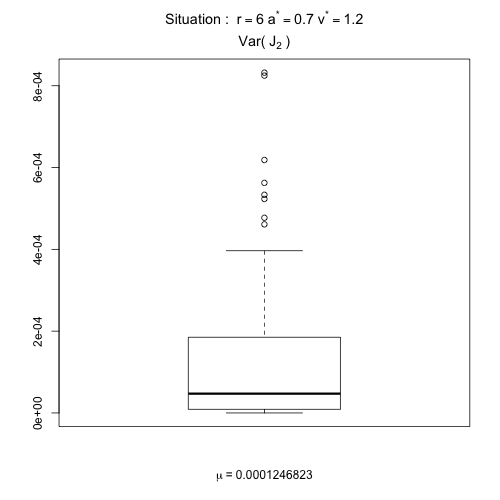 Situation : r = 6 a* = 0.7 v* = 1.2
Var( J₂ )
8e-04
6e-04
4e-04
2e-04
0e+00
μ = 0.0001246823